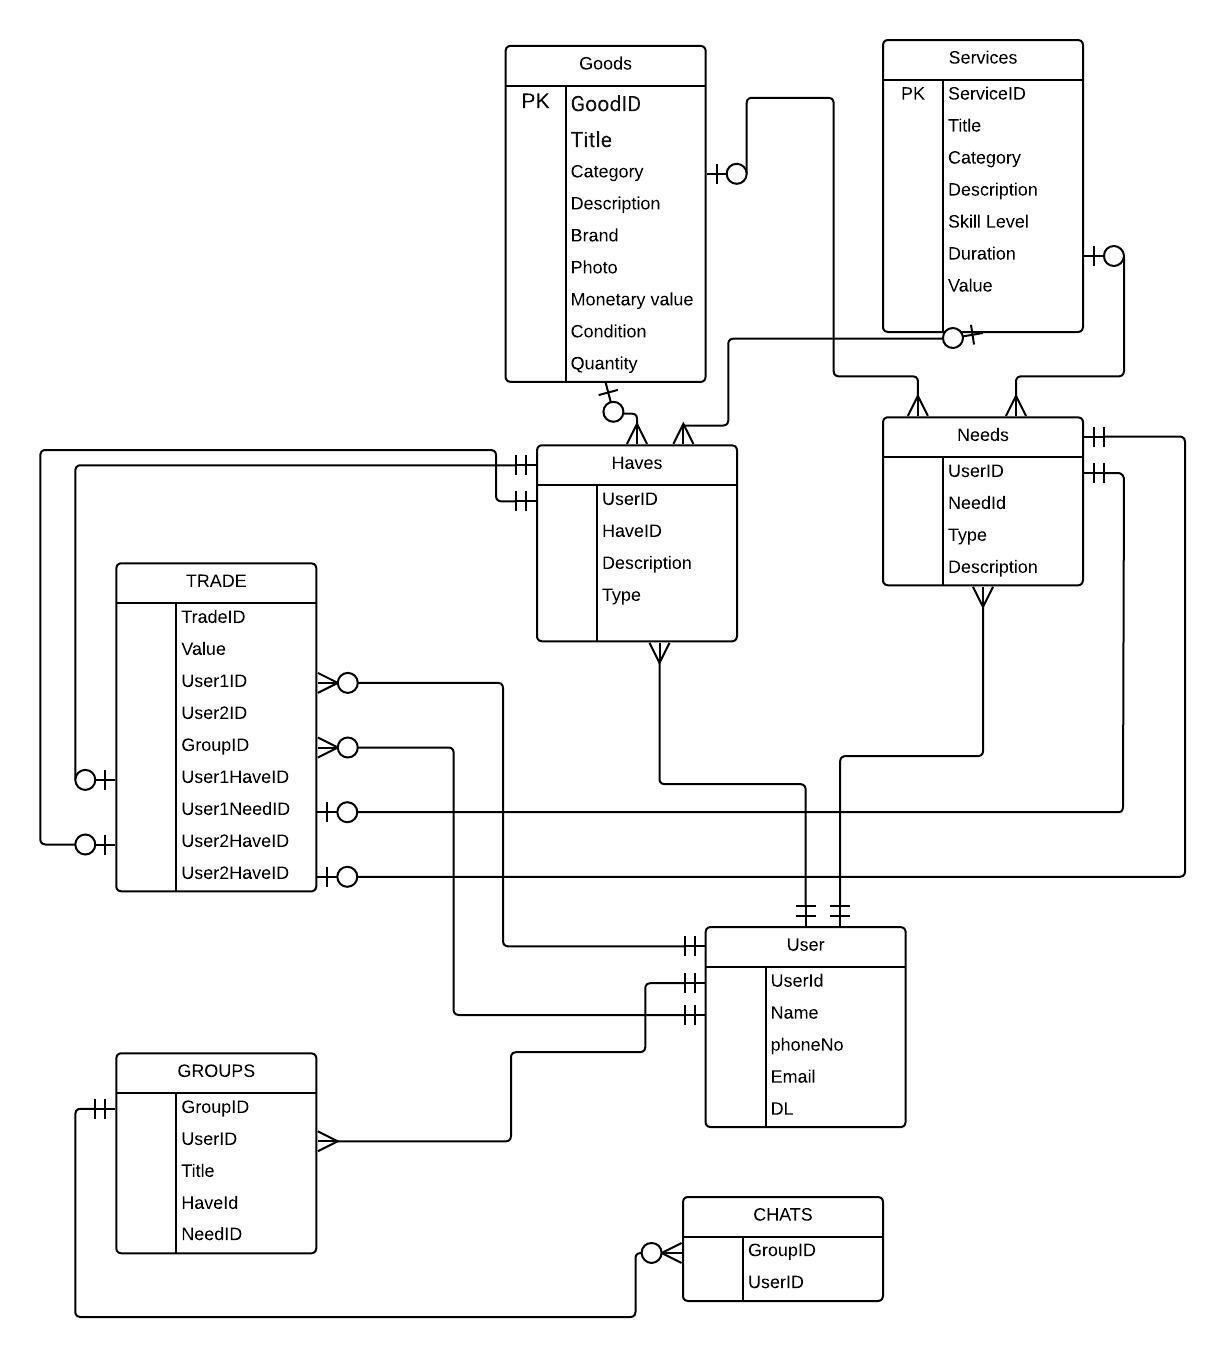 Goods
PK GoodID
Title
Category
Description
Brand
Photo
Monetary value
Condition
Quantity
Services
PK ServiceID
Title
Category
Description
Skill Level
Duration
Value
Haves
UserID
HaveID
Description
Type
Needs
UserID
NeedId
Type
Description
TRADE
TradeID
Value
User1ID
User2ID
GroupID
User1HaveID
User1NeedID
User2HaveID
User2HaveID
User
UserId
Name
phoneNo
Email
DL
GROUPS
GroupID
UserID
Title
HaveId
NeedID
CHATS
GroupID
UserID